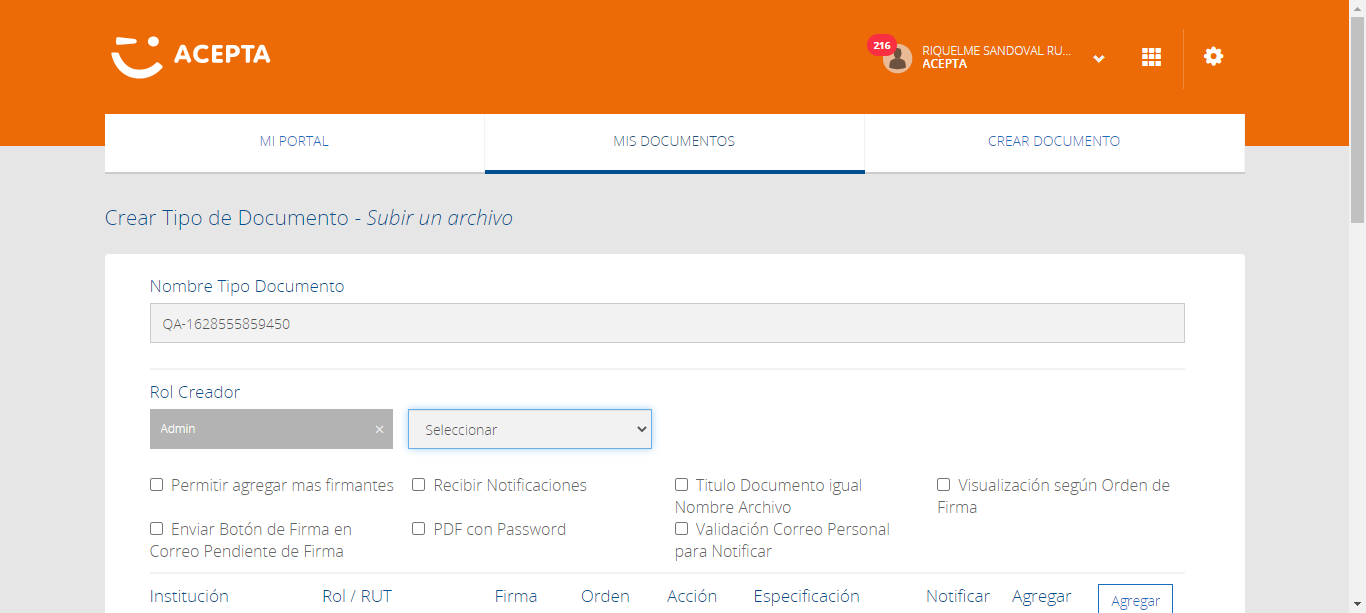 ACEPTA
216
RIQUELME SANDOVAL RU...
ACEPTA
MI PORTAL
MIS DOCUMENTOS
CREAR DOCUMENTO
Crear Tipo de Documento - Subir un archivo
Nombre Tipo Documento
QA-1628555859450
Rol Creador
Admin ×
Seleccionar
Permitir agregar mas firmantes
Recibir Notificaciones
Titulo Documento igual
Nombre Archivo
Visualización según Orden de
Firma
Enviar Botón de Firma en
Correo Pendiente de Firma
PDF con Password
Validación Correo Personal
para Notificar
Institución Rol / RUT Firma Orden Acción Especificación Notificar Agregar
Agregar